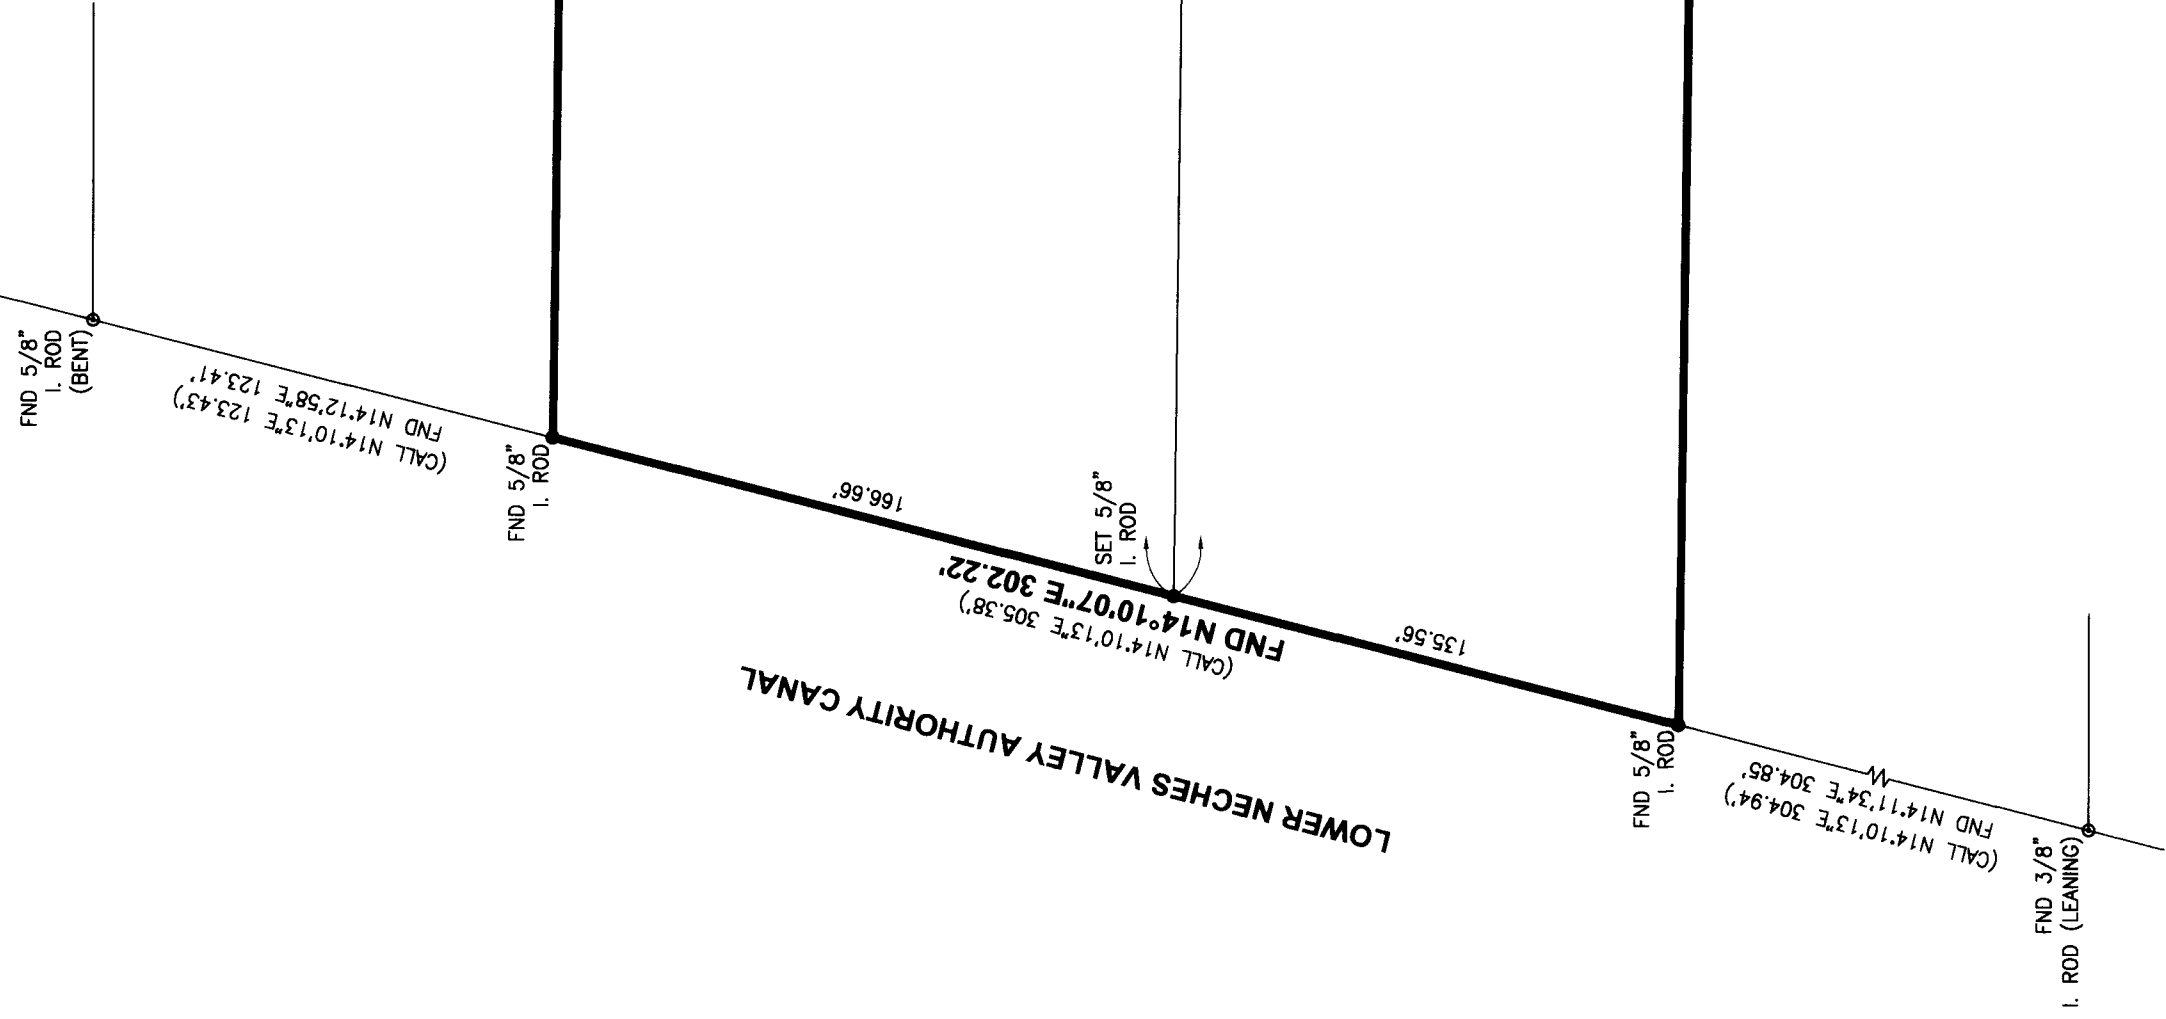 FND 5/8"
I. ROD
(BENT)
FND N14°12'58"E 123.41'
(CALL N14°10'13"E 123.43')
FND 5/8"
I. ROD
166.66'
SET 5/8"
I. ROD
FND N14°10'07"E 302.22'
(CALL N14°10'13"E 305.38')
135.56'
LOWER NECHES VALLEY AUTHORITY CANAL
FND 5/8"
I. ROD
FND N14°11'34"E 304.85'
(CALL N14°10'13"E 304.94')
FND 3/8"
I. ROD (LEANING)